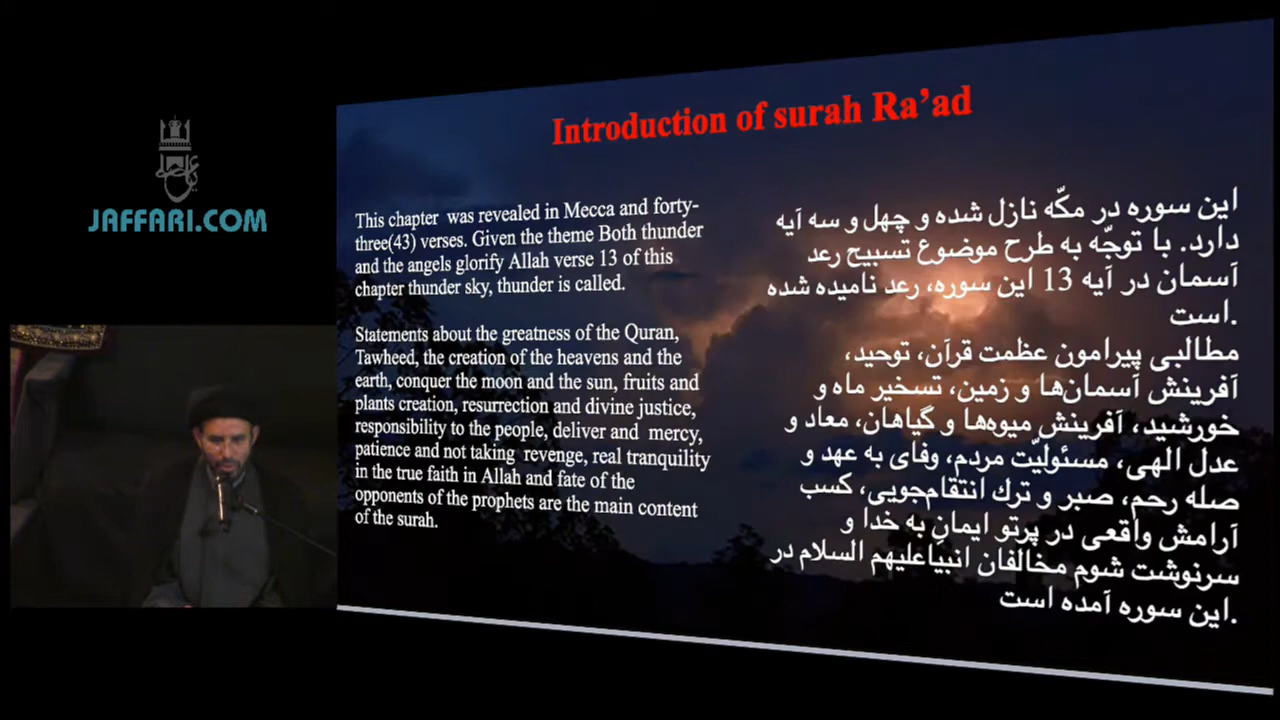 JAFFARI.COM
Introduction of surah Ra’ad
This chapter was revealed in Mecca and forty-
three(43) verses. Given the theme Both thunder
and the angels glorify Allah verse 13 of this
chapter thunder sky, thunder is called.
Statements about the greatness of the Quran,
Tawheed, the creation of the heavens and the
earth, conquer the moon and the sun, fruits and
plants creation, resurrection and divine justice,
responsibility to the people, deliver and mercy,
patience and not taking revenge, real tranquility
in the true faith in Allah and fate of the
opponents of the prophets are the main content
of the surah.
این سوره در مکّه نازل شده و چهل و سه آیه
دارد. با توجّه به طرح موضوع تسبیح رعد
آسمان در آیه 13 این سوره، رعد نامیده شده
است.
مطالبی پیرامون عظمت قرآن، توحید،
آفرینش آسمان‌ها و زمین، تسخیر ماه و
خورشید، آفرینش میوه‌ها و گیاهان، معاد و
عدل الهی، مسئولیّت مردم، وفای به عهد و
صله رحم، صبر و ترك انتقام‌جویی، کسب
آرامش واقعی در پرتو ایمانِ به خدا و
سرنوشت شوم مخالفان انبیاعلیهم السلام در
این سوره آمده است.